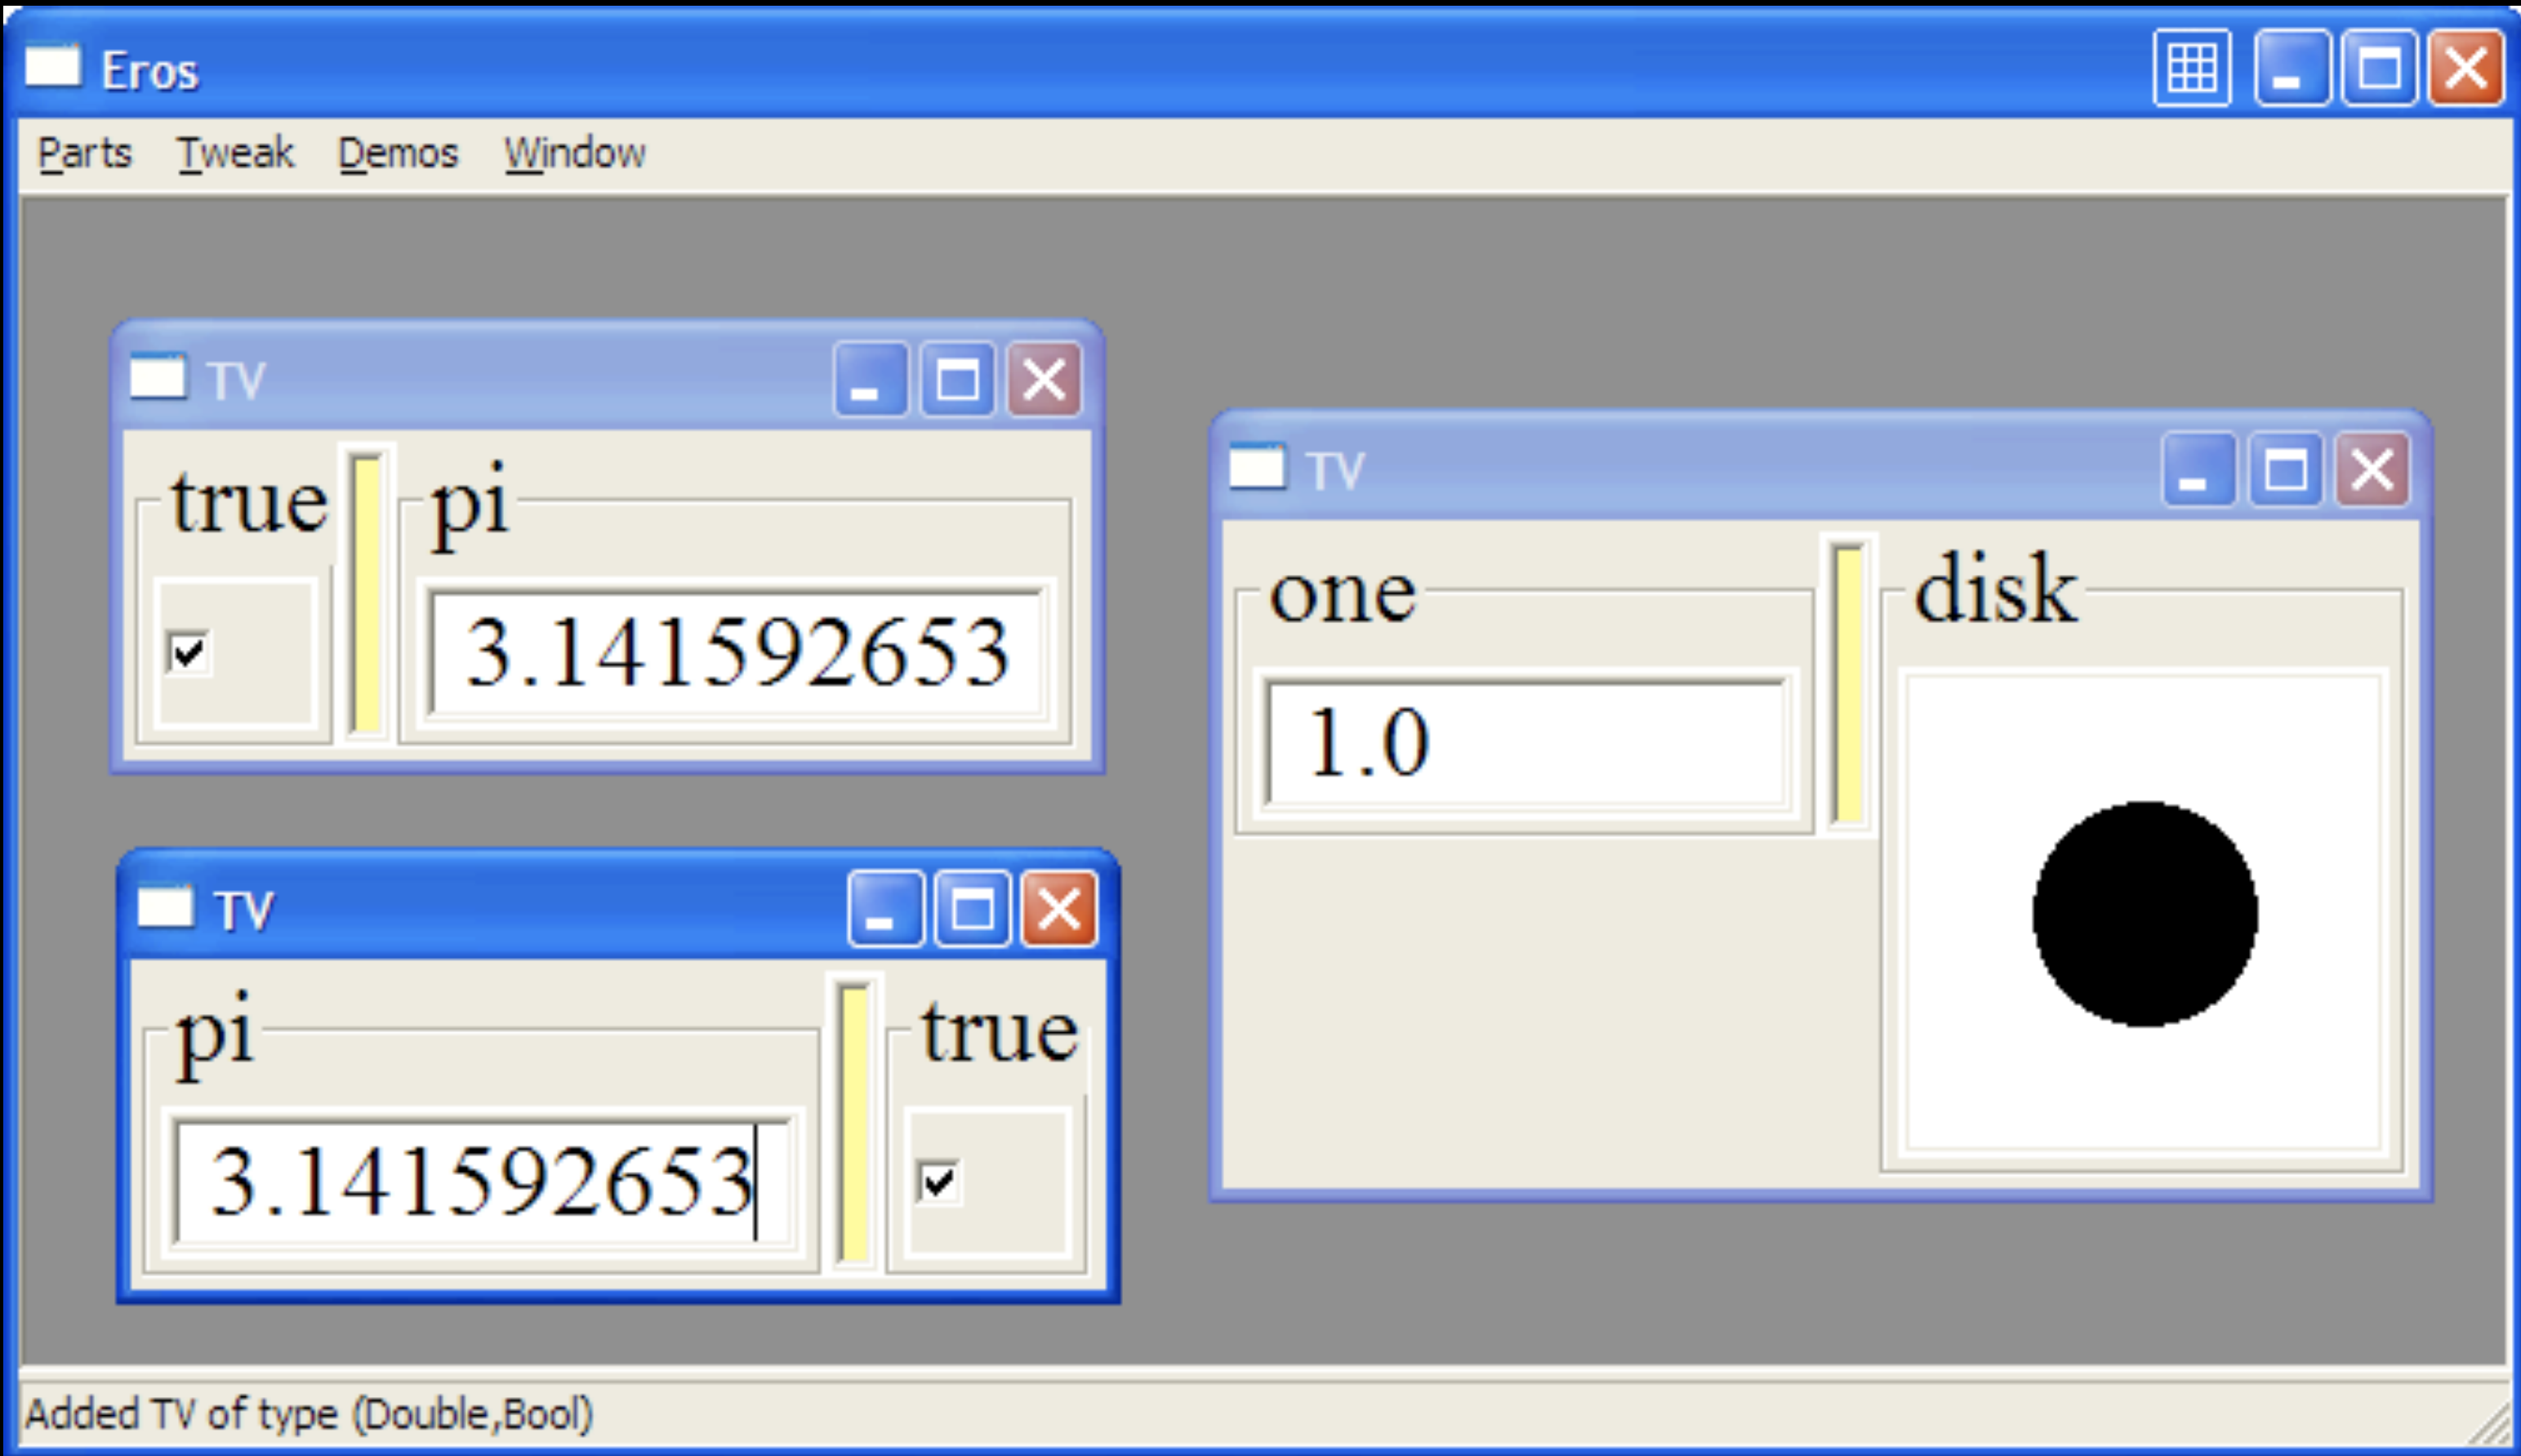 Eros
Parts Tweak Demos Window
TV
true pi
3.141592653
TV
one disk
1.0
TV
pi true
3.141592653
Added TV of type (Double,Bool)